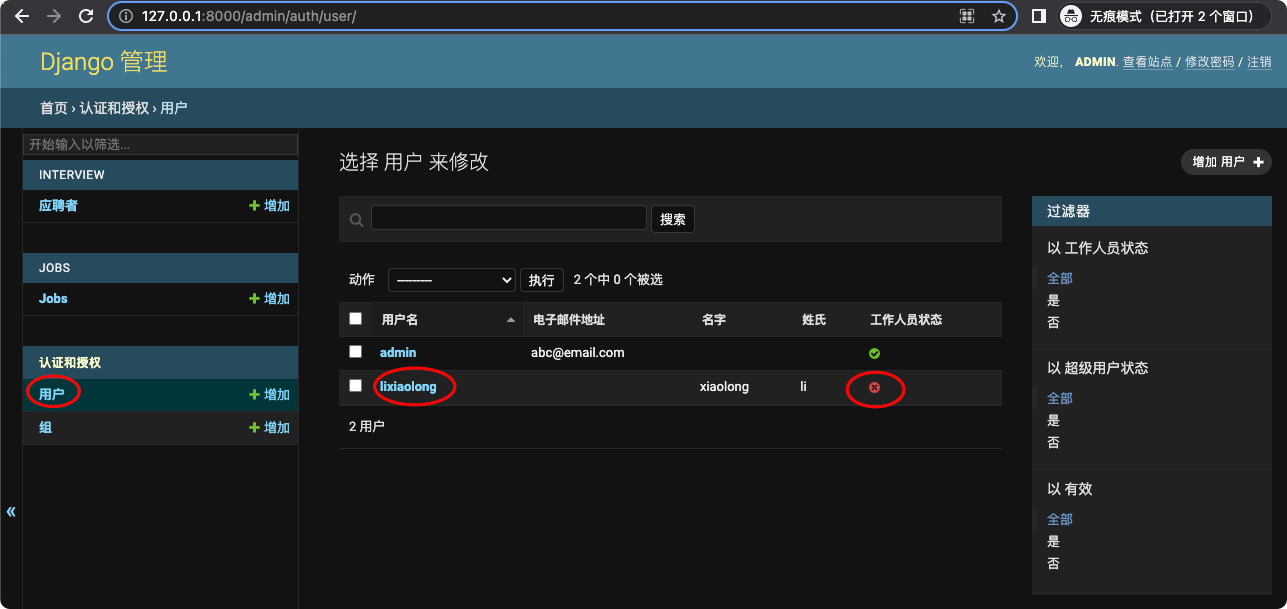 127.0.0.1:8000/admin/auth/user/
无痕模式（已打开 2 个窗口）
Django 管理
欢迎， ADMIN. 查看站点 / 修改密码 / 注销
首页 › 认证和授权 › 用户
开始输入以筛选...
INTERVIEW
应聘者 + 增加
JOBS
Jobs + 增加
认证和授权
用户 + 增加
组 + 增加
«
选择 用户 来修改
增加 用户 +
搜索
动作 --------- 执行 2 个中 0 个被选
用户名 电子邮件地址 名字 姓氏 工作人员状态
admin abc@email.com
lixiaolong xiaolong li
2 用户
过滤器
以 工作人员状态
全部
是
否
以 超级用户状态
全部
是
否
以 有效
全部
是
否